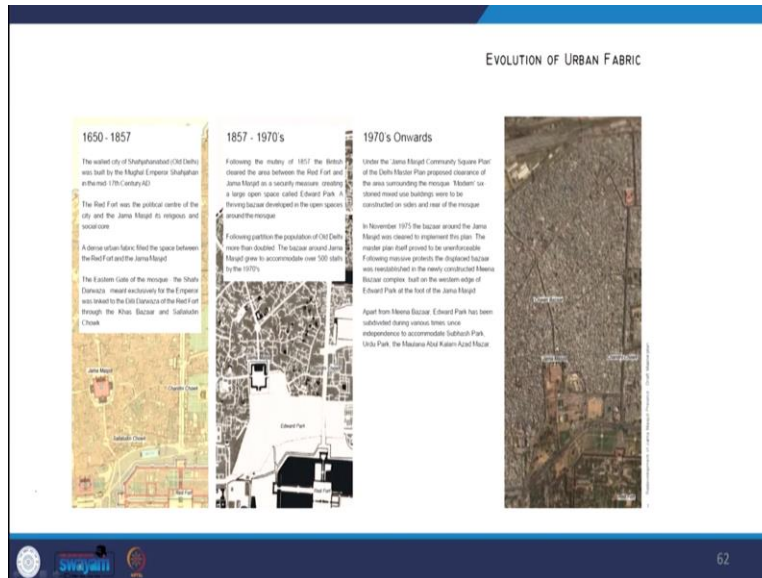 EVOLUTION OF URBAN FABRIC
1650 - 1857
The walled city of Shahjahanabad (Old Delhi)
was built by the Mughal Emperor Shahjahan
in the mid- 17th Century AD
The Red Fort was the political centre of the
city and the Jama Masjid its religious and
social core
A dense urban fabric filled the space between
the Red Fort and the Jama Masjid
The Eastern Gate of the mosque - the Shahi
Darwaza - meant exclusively for the Emperor
was linked to the Dilli Darwaza of the Red Fort
through the Khas Bazaar and Sadullah
Chowk
Jama Masjid
Chandni Chowk
Red Fort
1857 - 1970's
Following the mutiny of 1857 the British
cleared the area between the Red Fort and
Jama Masjid as a security measure, creating
a large open space called Edward Park. A
thriving bazaar developed in the open spaces
around the mosque
Following partition the population of Old Delhi
more than doubled. The bazaar around Jama
Masjid grew to accommodate over 500 stalls
by the 1970's
Edward Park
Red Fort
1970's Onwards
Under the 'Jama Masjid Community Square Plan'
of the Delhi Master Plan proposed clearance of
the area surrounding the mosque. 'Modern' six-
storied mixed use buildings were to be
constructed on sides and rear of the mosque
In November 1975 the bazaar around the Jama
Masjid was cleared to implement this plan. The
master plan itself proved to be unenforceable
Following massive protests the displaced bazaar
was reestablished in the newly constructed Meena
Bazaar complex, built on the western edge of
Edward Park at the foot of the Jama Masjid
Apart from Meena Bazaar, Edward Park has been
subdivided during various times since
independence to accommodate Subhash Park,
Urdu Park, the Maulana Abul Kalam Azad Mazar.
Jama Masjid
swayam
62